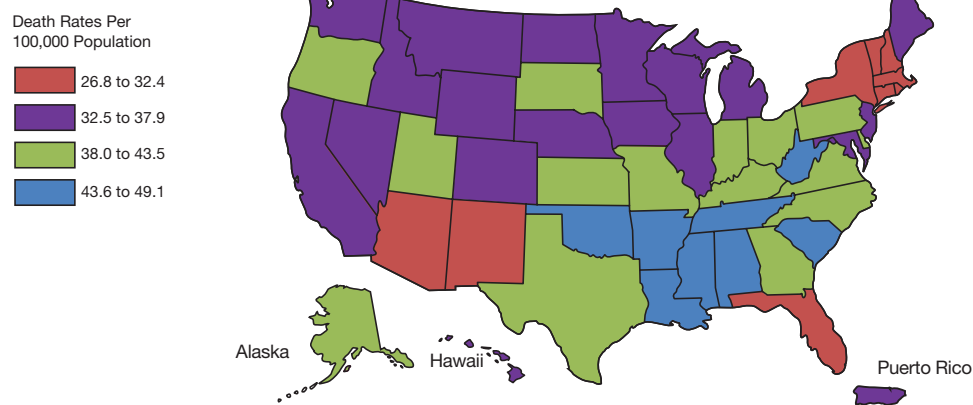 Death Rates Per
100,000 Population
26.8 to 32.4
32.5 to 37.9
38.0 to 43.5
43.6 to 49.1
Alaska
Hawaii
Puerto Rico